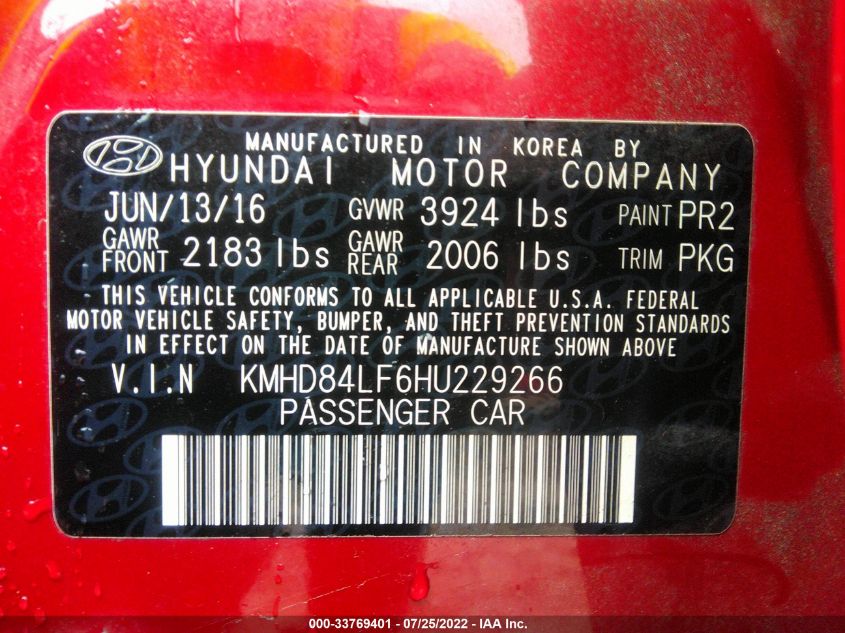 MANUFACTURED IN KOREA BY
HYUNDAI MOTOR COMPANY
JUN/13/16 GVWR 3924 lbs PAINT PR2
GAWR FRONT 2183 lbs GAWR REAR 2006 lbs TRIM PKG
THIS VEHICLE CONFORMS TO ALL APPLICABLE U.S.A. FEDERAL
MOTOR VEHICLE SAFETY, BUMPER, AND THEFT PREVENTION STANDARDS
IN EFFECT ON THE DATE OF MANUFACTURE SHOWN ABOVE
V.I.N KMHD84LF6HU229266
PASSENGER CAR
000-33769401 - 07/25/2022 - IAA Inc.